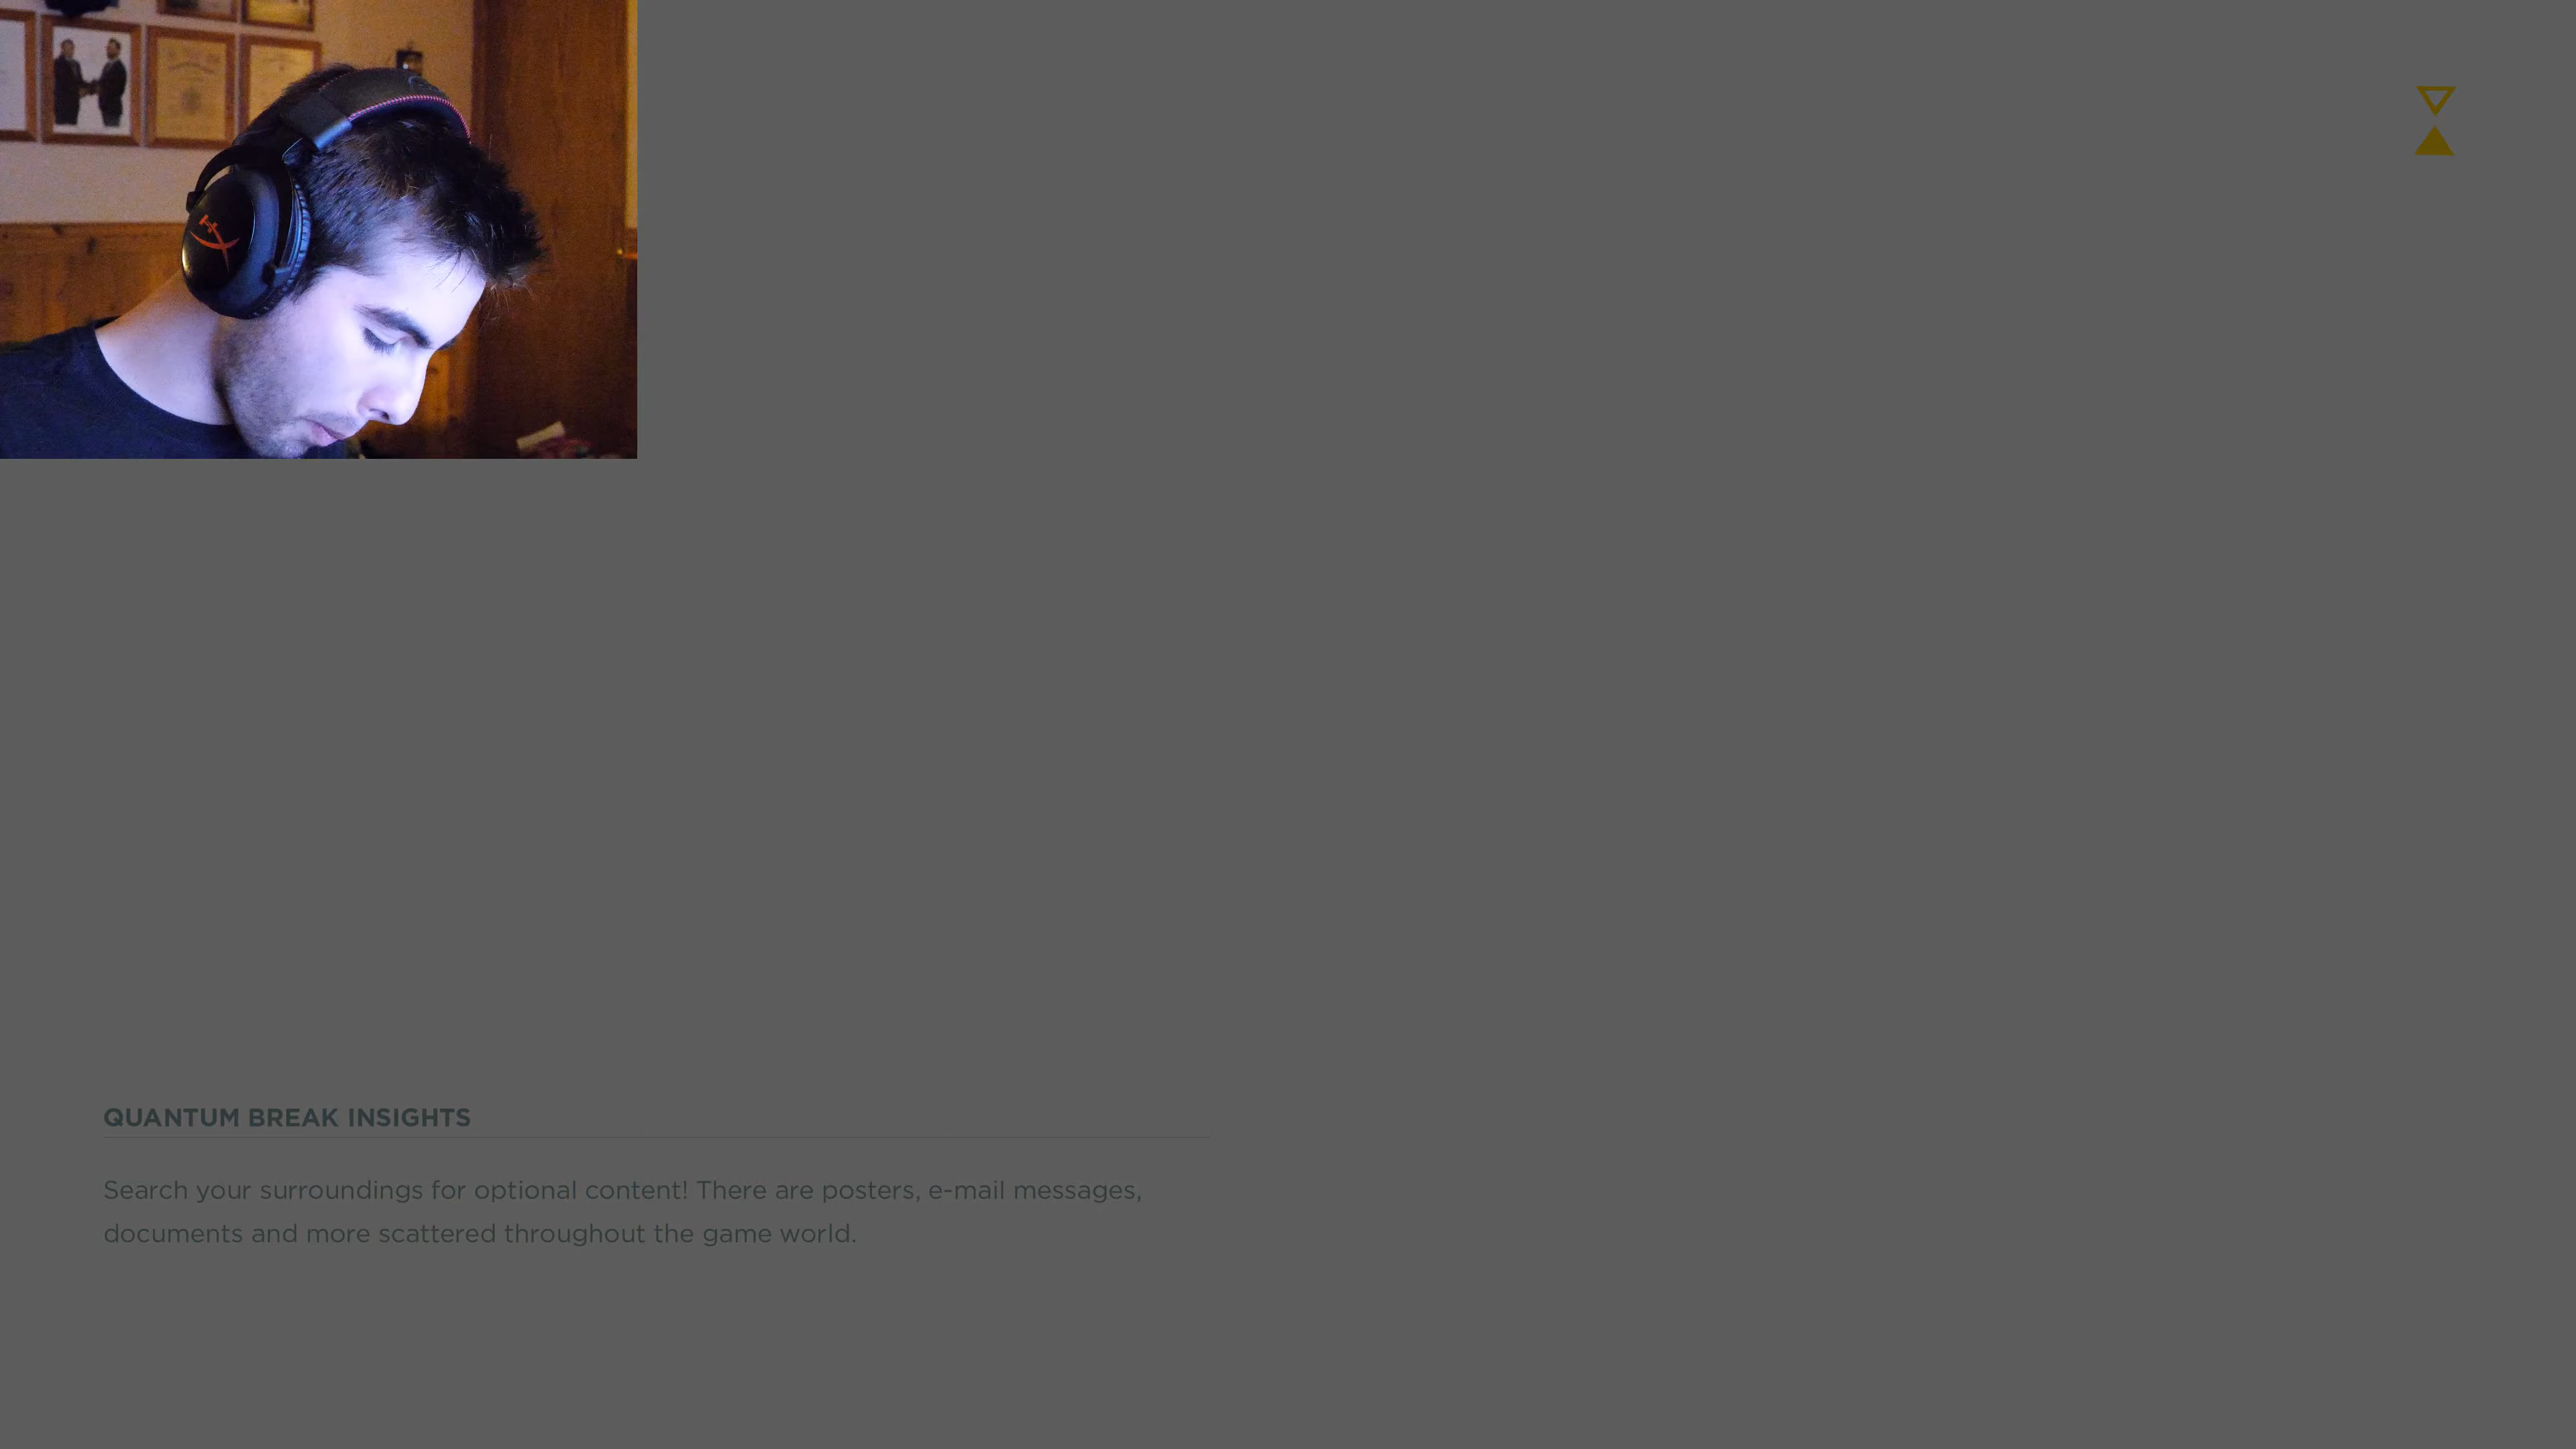 QUANTUM BREAK INSIGHTS
Search your surroundings for optional content! There are posters, e-mail messages,
documents and more scattered throughout the game world.